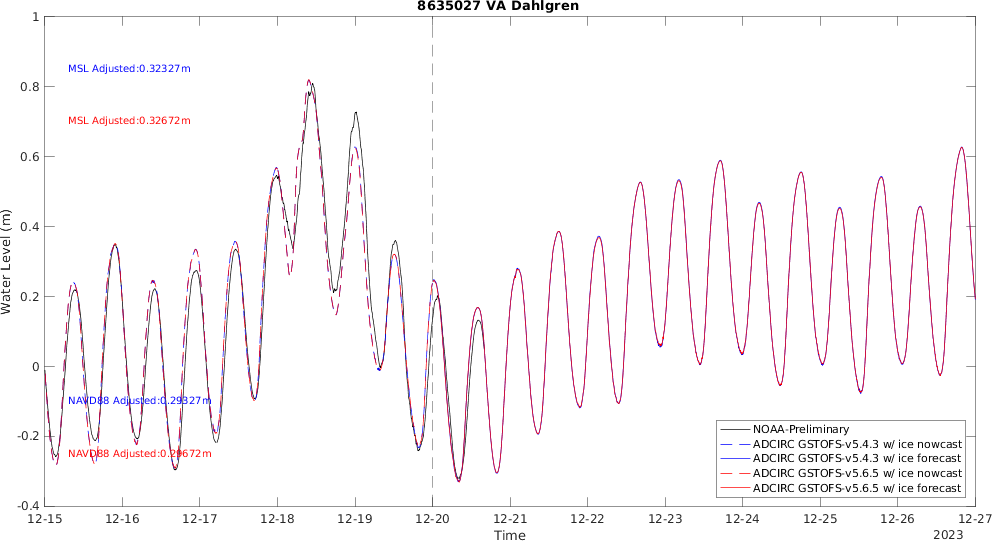 8635027 VA Dahlgren
Water Level (m)
1
0.8
0.6
0.4
0.2
0
-0.2
-0.4
MSL Adjusted:0.32327m
MSL Adjusted:0.32672m
NAVD88 Adjusted:0.29327m
NAVD88 Adjusted:0.29672m
NOAA-Preliminary
ADCIRC GSTOFS-v5.4.3 w/ ice nowcast
ADCIRC GSTOFS-v5.4.3 w/ ice forecast
ADCIRC GSTOFS-v5.6.5 w/ ice nowcast
ADCIRC GSTOFS-v5.6.5 w/ ice forecast
12-15 12-16 12-17 12-18 12-19 12-20 12-21 12-22 12-23 12-24 12-25 12-26 12-27
Time
2023